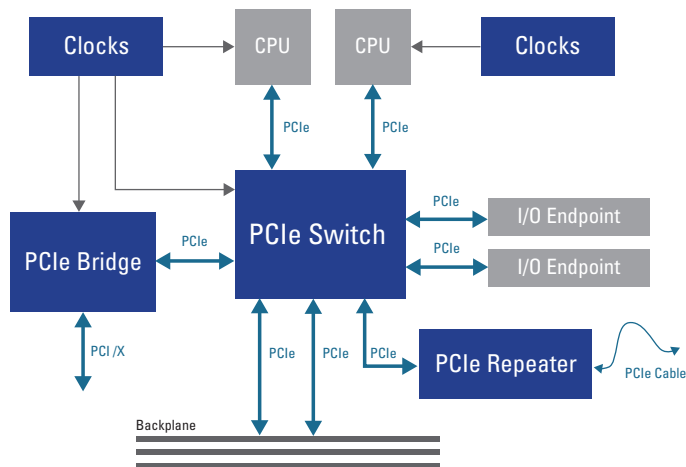 Clocks
CPU
CPU
Clocks
PCIe
PCIe
PCIe Bridge
PCIe
PCIe Switch
PCIe
I/O Endpoint
PCIe
I/O Endpoint
PCI /X
PCIe
PCIe
PCIe
PCIe Repeater
PCIe Cable
Backplane